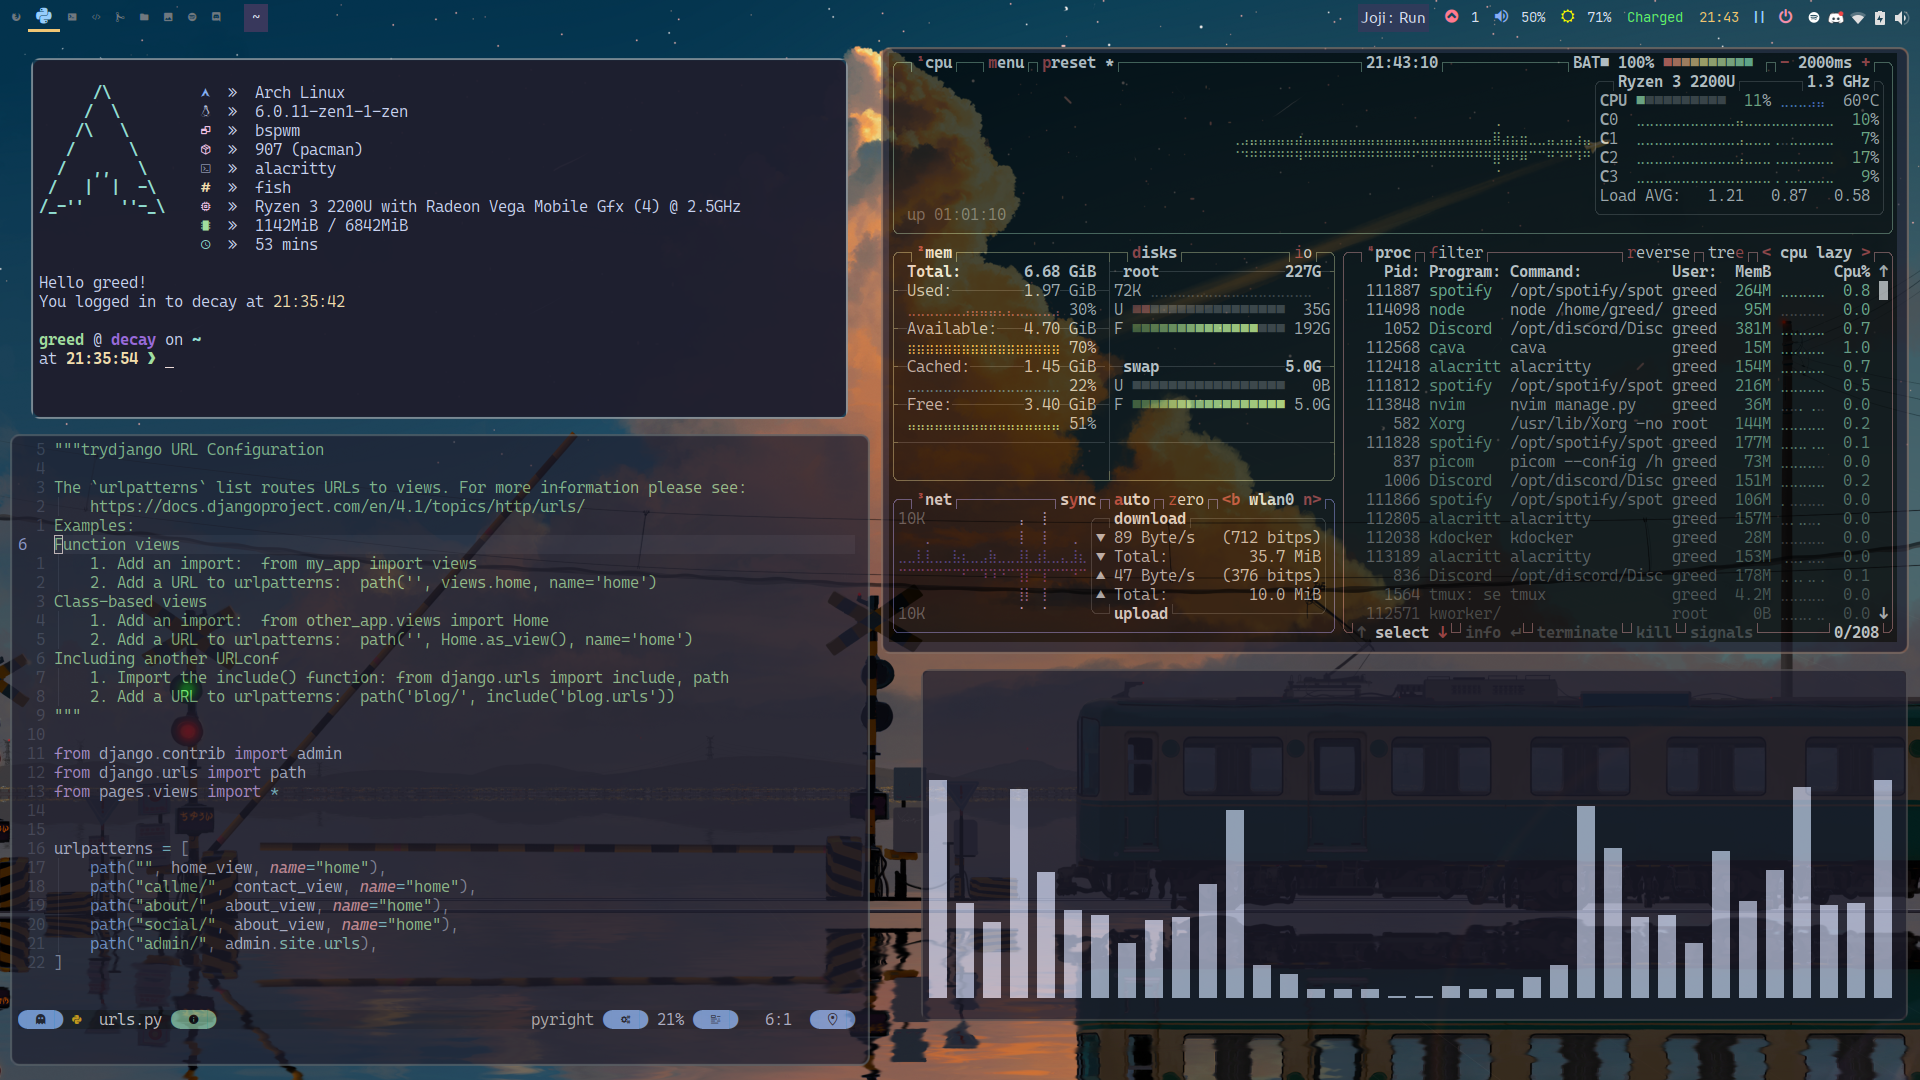 ~
Joji: Run
1
50%
71%
Charged
21:43
Arch Linux
6.0.11-zen1-1-zen
bspwm
907 (pacman)
alacritty
fish
Ryzen 3 2200U with Radeon Vega Mobile Gfx (4) @ 2.5GHz
1142MiB / 6842MiB
53 mins
Hello greed!
You logged in to decay at 21:35:42
greed @ decay on ~
at 21:35:54 ❯ _
5 """trydjango URL Configuration
4
3 The `urlpatterns` list routes URLs to views. For more information please see:
2     https://docs.djangoproject.com/en/4.1/topics/http/urls/
1 Examples:
6 Function views
1     1. Add an import:  from my_app import views
2     2. Add a URL to urlpatterns:  path('', views.home, name='home')
3 Class-based views
4     1. Add an import:  from other_app.views import Home
5     2. Add a URL to urlpatterns:  path('', Home.as_view(), name='home')
6 Including another URLconf
7     1. Import the include() function: from django.urls import include, path
8     2. Add a URL to urlpatterns:  path('blog/', include('blog.urls'))
9 """
10
11 from django.contrib import admin
12 from django.urls import path
13 from pages.views import *
14
15
16 urlpatterns = [
17     path("", home_view, name="home"),
18     path("callme/", contact_view, name="home"),
19     path("about/", about_view, name="home"),
20     path("social/", about_view, name="home"),
21     path("admin/", admin.site.urls),
22 ]
urls.py
pyright
21%
6:1
¹cpu menu preset * 21:43:10 BAT■ 100% - 2000ms +
Ryzen 3 2200U 1.3 GHz
CPU 11% 60°C
C0 10%
C1 7%
C2 17%
C3 9%
Load AVG: 1.21 0.87 0.58
up 01:01:10
²mem
Total: 6.68 GiB
Used: 1.97 GiB
30%
Available: 4.70 GiB
70%
Cached: 1.45 GiB
22%
Free: 3.40 GiB
51%
disks io
root 227G
72K
U 35G
F 192G
swap 5.0G
U 0B
F 5.0G
³net sync auto zero <b wlan0 n>
10K
10K
download
▼ 89 Byte/s (712 bitps)
▼ Total: 35.7 MiB
▲ 47 Byte/s (376 bitps)
▲ Total: 10.0 MiB
upload
⁴proc filter reverse tree < cpu lazy >
Pid: Program: Command: User: MemB Cpu% ↑
111887 spotify /opt/spotify/spot greed 264M 0.8
114098 node node /home/greed/ greed 95M 0.0
1052 Discord /opt/discord/Disc greed 381M 0.7
112568 cava cava greed 15M 1.0
112418 alacritt alacritty greed 154M 0.7
111812 spotify /opt/spotify/spot greed 216M 0.5
113848 nvim nvim manage.py greed 36M 0.0
582 Xorg /usr/lib/Xorg -no root 144M 0.2
111828 spotify /opt/spotify/spot greed 177M 0.1
837 picom picom --config /h greed 73M 0.0
1006 Discord /opt/discord/Disc greed 151M 0.2
111866 spotify /opt/spotify/spot greed 106M 0.0
112805 alacritt alacritty greed 157M 0.0
112038 kdocker kdocker greed 28M 0.0
113189 alacritt alacritty greed 153M 0.0
836 Discord /opt/discord/Disc greed 178M 0.1
1564 tmux: se tmux greed 4.2M 0.0
112571 kworker/ root 0B 0.0 ↓
↑ select ↓ info ↵ terminate kill signals 0/208